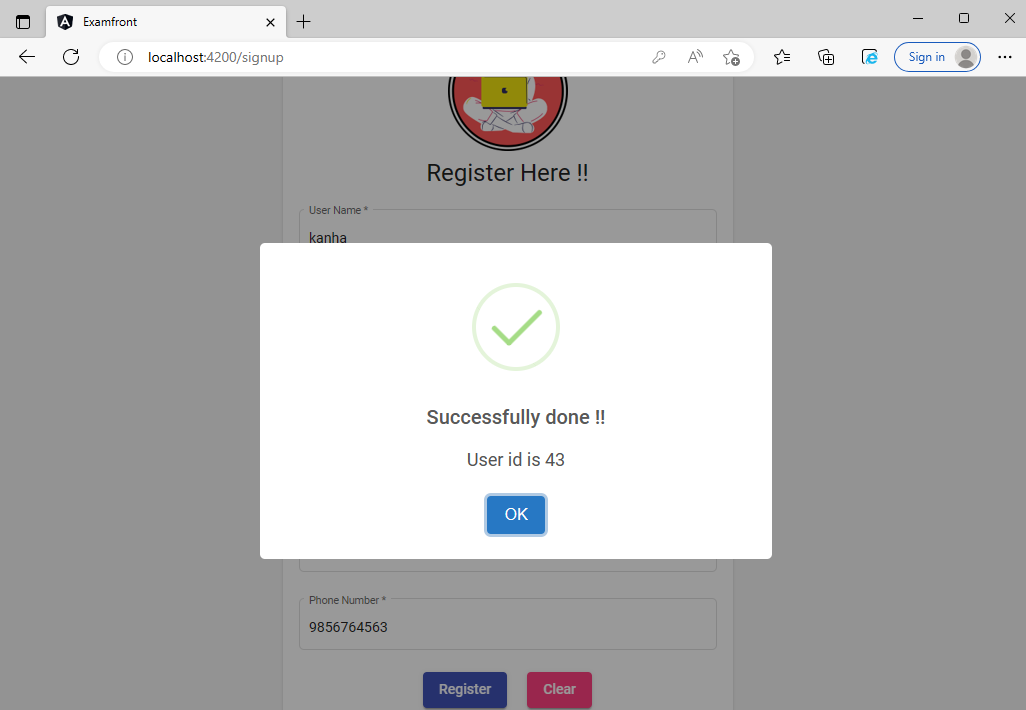 Examfront
localhost:4200/signup
Sign in
Register Here !!
User Name *
kanha
Successfully done !!
User id is 43
OK
Phone Number *
9856764563
Register
Clear